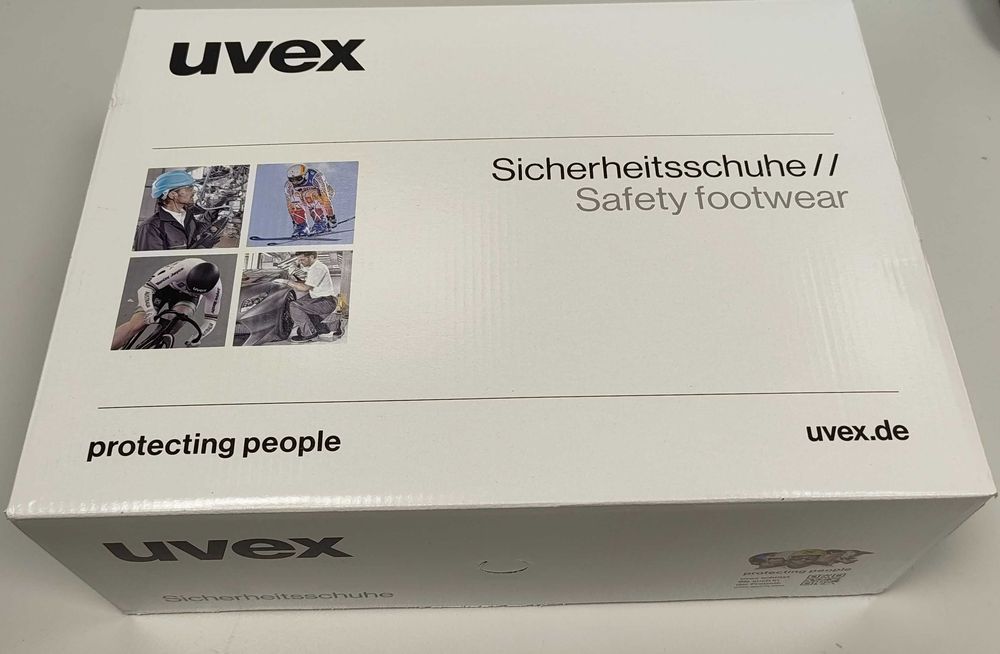 uvex
Sicherheitsschuhe//
Safety footwear
protecting people
uvex.de
uvex
Sicherheitsschuhe
protecting people